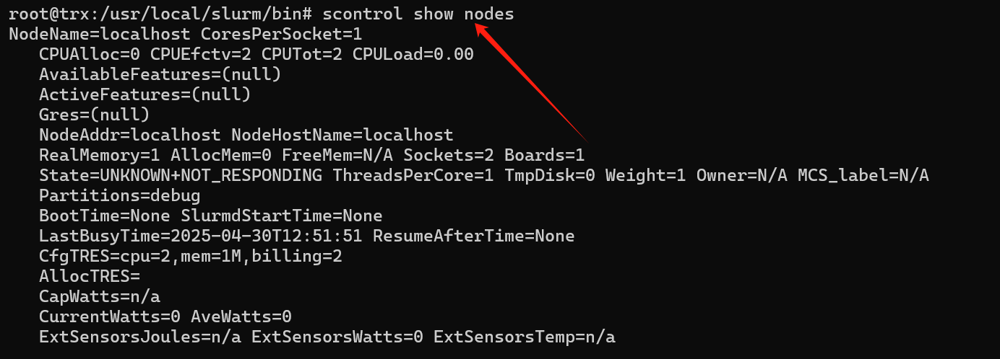 root@trx:/usr/local/slurm/bin# scontrol show nodes
NodeName=localhost CoresPerSocket=1
CPUAlloc=0 CPUEfctv=2 CPUTot=2 CPULoad=0.00
AvailableFeatures=(null)
ActiveFeatures=(null)
Gres=(null)
NodeAddr=localhost NodeHostName=localhost
RealMemory=1 AllocMem=0 FreeMem=N/A Sockets=2 Boards=1
State=UNKNOWN+NOT_RESPONDING ThreadsPerCore=1 TmpDisk=0 Weight=1 Owner=N/A MCS_label=N/A
Partitions=debug
BootTime=None SlurmdStartTime=None
LastBusyTime=2025-04-30T12:51:51 ResumeAfterTime=None
CfgTRES=cpu=2,mem=1M,billing=2
AllocTRES=
CapWatts=n/a
CurrentWatts=0 AveWatts=0
ExtSensorsJoules=n/a ExtSensorsWatts=0 ExtSensorsTemp=n/a